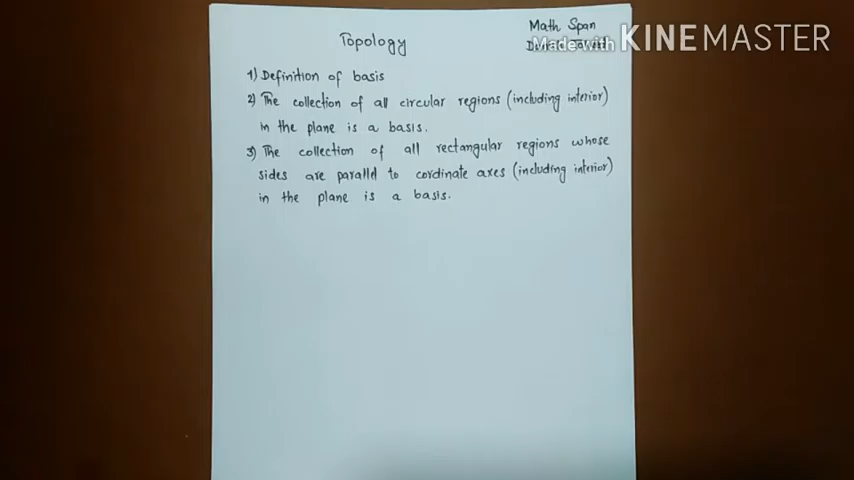 Topology
Math Span
Made with KINEMASTER
1) Definition of basis
2) The collection of all circular regions (including interior)
in the plane is a basis.
3) The collection of all rectangular regions whose
sides are parallel to cordinate axes (including interior)
in the plane is a basis.